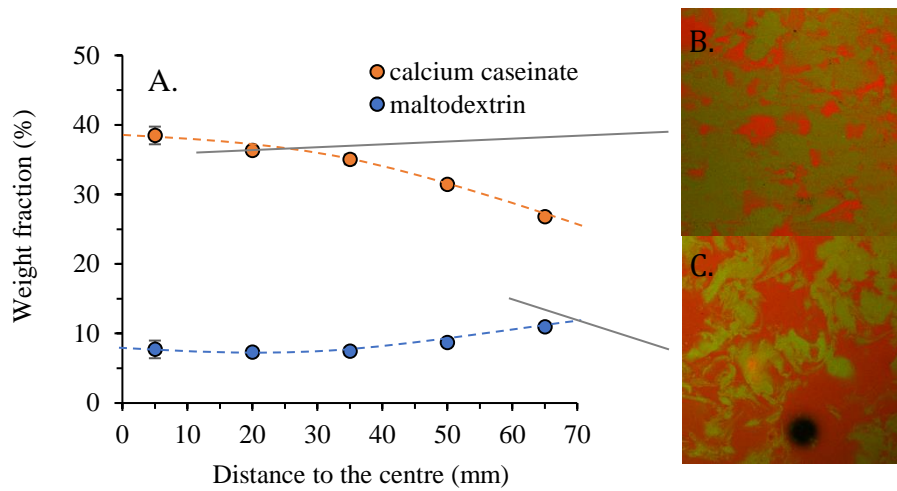 A.
calcium caseinate
maltodextrin
Weight fraction (%)
50
40
30
20
10
0
0 10 20 30 40 50 60 70
Distance to the centre (mm)
B.
C.